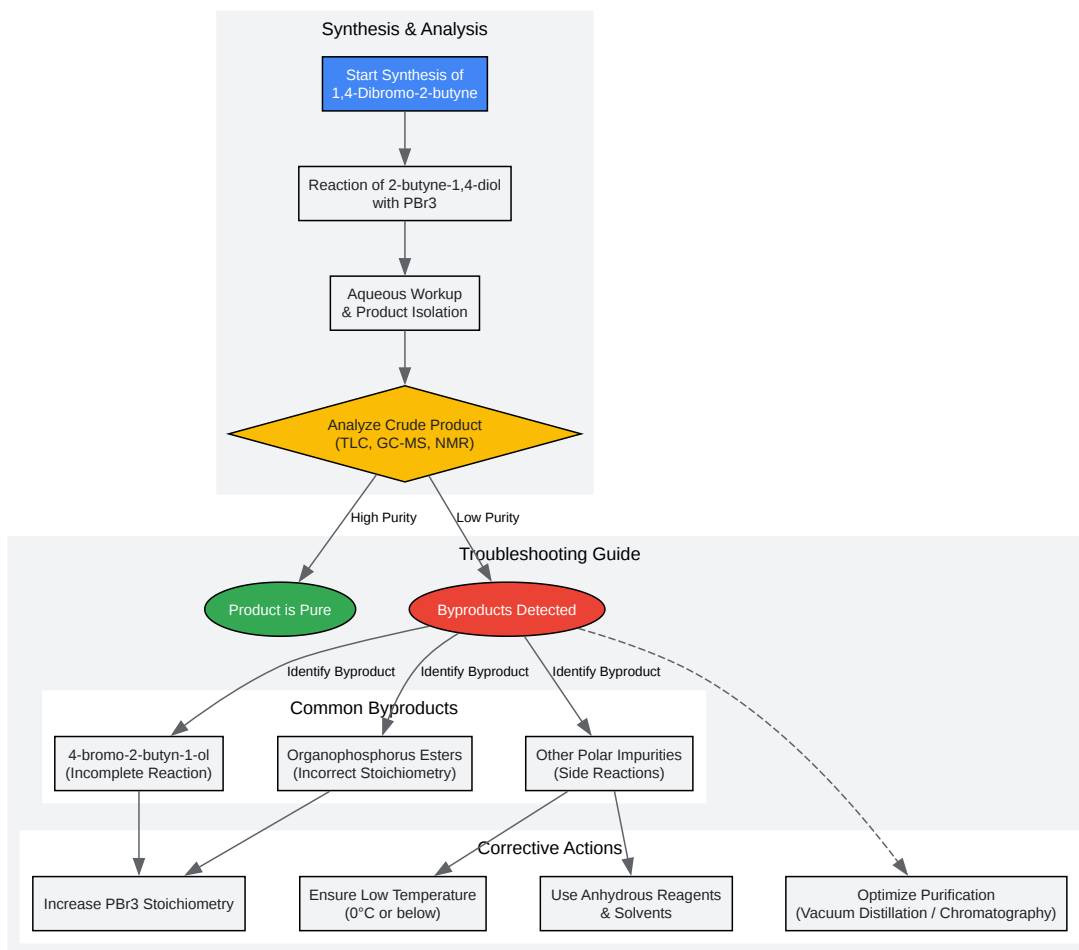 Synthesis & Analysis
Start Synthesis of
1,4-Dibromo-2-butyne
Reaction of 2-butyne-1,4-diol
with PBr3
Aqueous Workup
& Product Isolation
Analyze Crude Product
(TLC, GC-MS, NMR)
High Purity
Low Purity
Troubleshooting Guide
Product is Pure
Byproducts Detected
Identify Byproduct
Identify Byproduct
Identify Byproduct
Common Byproducts
4-bromo-2-butyn-1-ol
(Incomplete Reaction)
Organophosphorus Esters
(Incorrect Stoichiometry)
Other Polar Impurities
(Side Reactions)
Corrective Actions
Increase PBr3 Stoichiometry
Ensure Low Temperature
(0°C or below)
Use Anhydrous Reagents
& Solvents
Optimize Purification
(Vacuum Distillation / Chromatography)